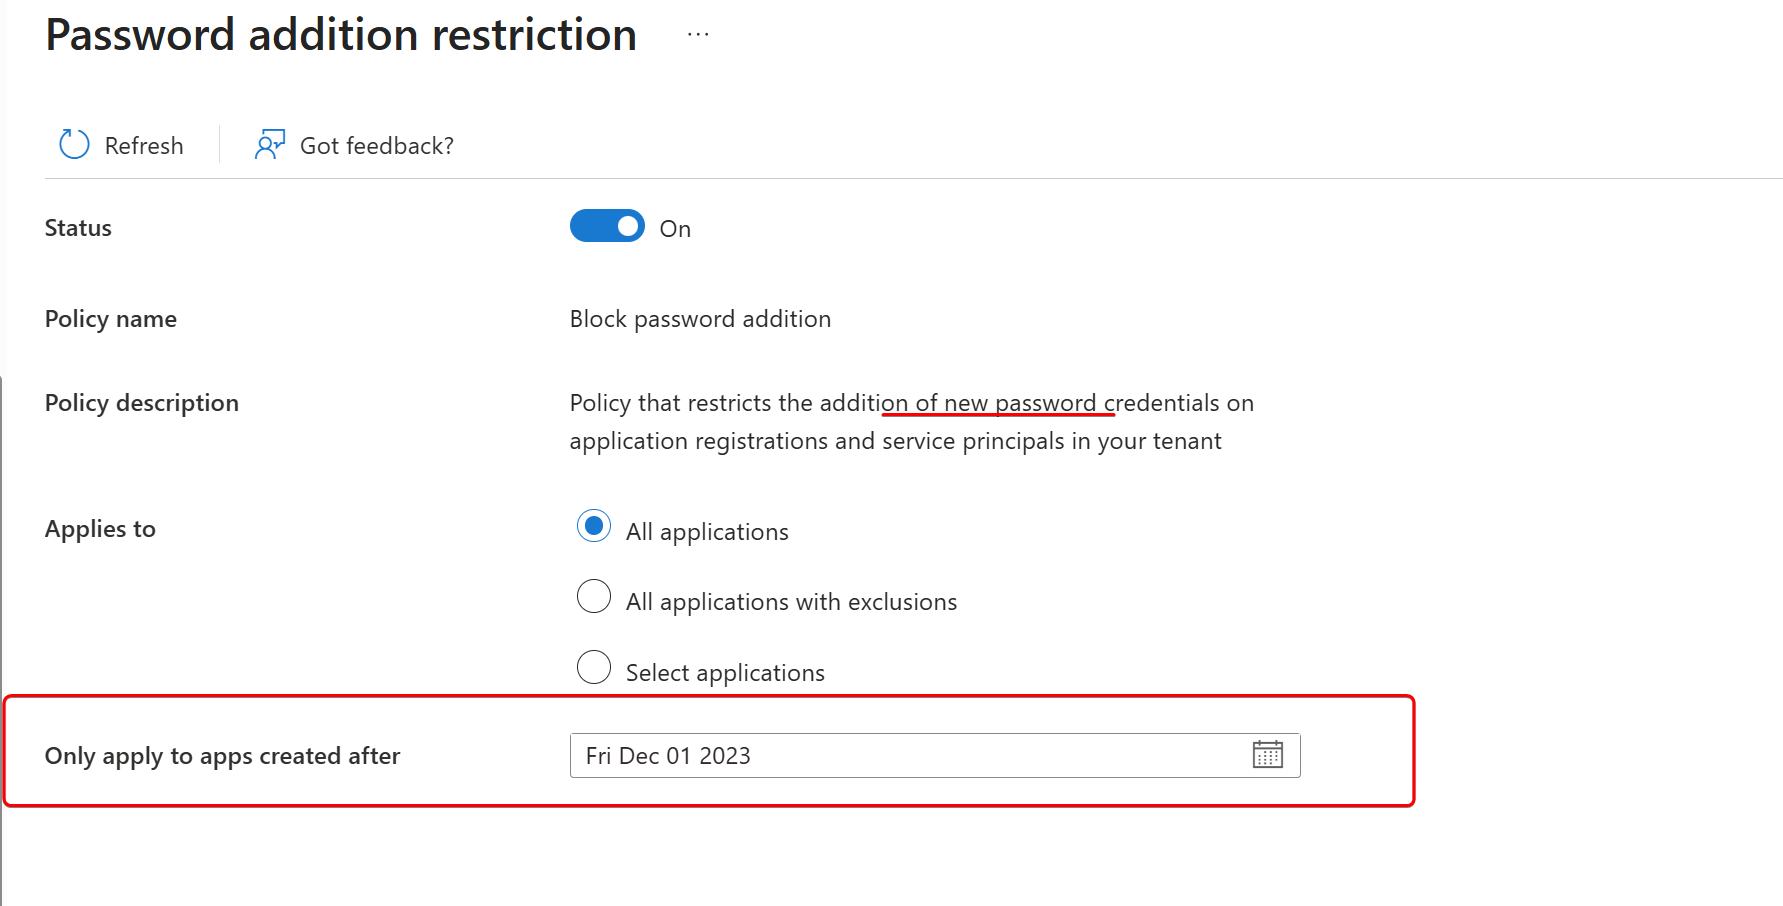 Password addition restriction ...
Refresh Got feedback?
Status On
Policy name Block password addition
Policy description Policy that restricts the addition of new password credentials on
application registrations and service principals in your tenant
Applies to All applications
All applications with exclusions
Select applications
Only apply to apps created after Fri Dec 01 2023